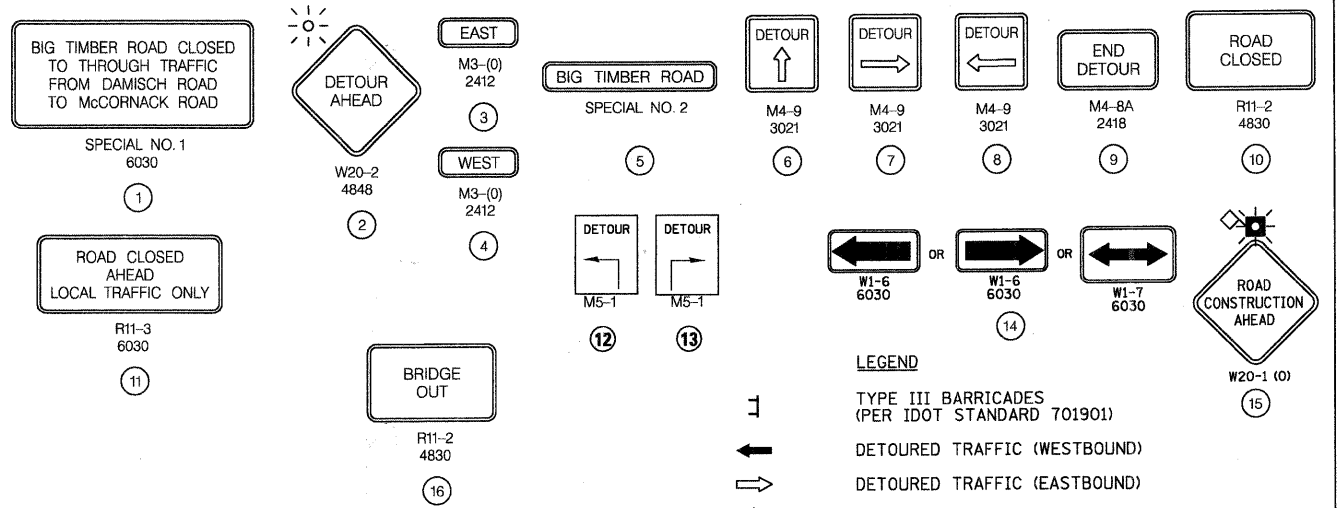 BIG TIMBER ROAD CLOSED
TO THROUGH TRAFFIC
FROM DAMISCH ROAD
TO McCORNACK ROAD
SPECIAL NO. 1
6030
1
DETOUR
AHEAD
W20-2
4848
2
EAST
M3-(0)
2412
3
WEST
M3-(0)
2412
4
BIG TIMBER ROAD
SPECIAL NO. 2
5
DETOUR
M4-9
3021
6
DETOUR
M4-9
3021
7
DETOUR
M4-9
3021
8
END
DETOUR
M4-8A
2418
9
ROAD
CLOSED
R11-2
4830
10
ROAD CLOSED
AHEAD
LOCAL TRAFFIC ONLY
R11-3
6030
11
DETOUR
M5-1
12
DETOUR
M5-1
13
W1-6
6030
OR
W1-6
6030
OR
W1-7
6030
14
ROAD
CONSTRUCTION
AHEAD
W20-1 (O)
15
BRIDGE
OUT
R11-2
4830
16
LEGEND
TYPE III BARRICADES
(PER IDOT STANDARD 701901)
DETOURED TRAFFIC (WESTBOUND)
DETOURED TRAFFIC (EASTBOUND)